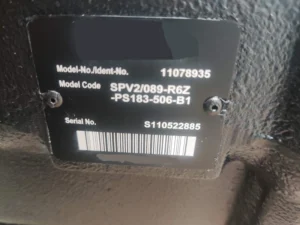 Model-No./Ident-No. 11078935
Model Code SPV2/089-R6Z
-PS183-506-B1
Serial No. S110522885